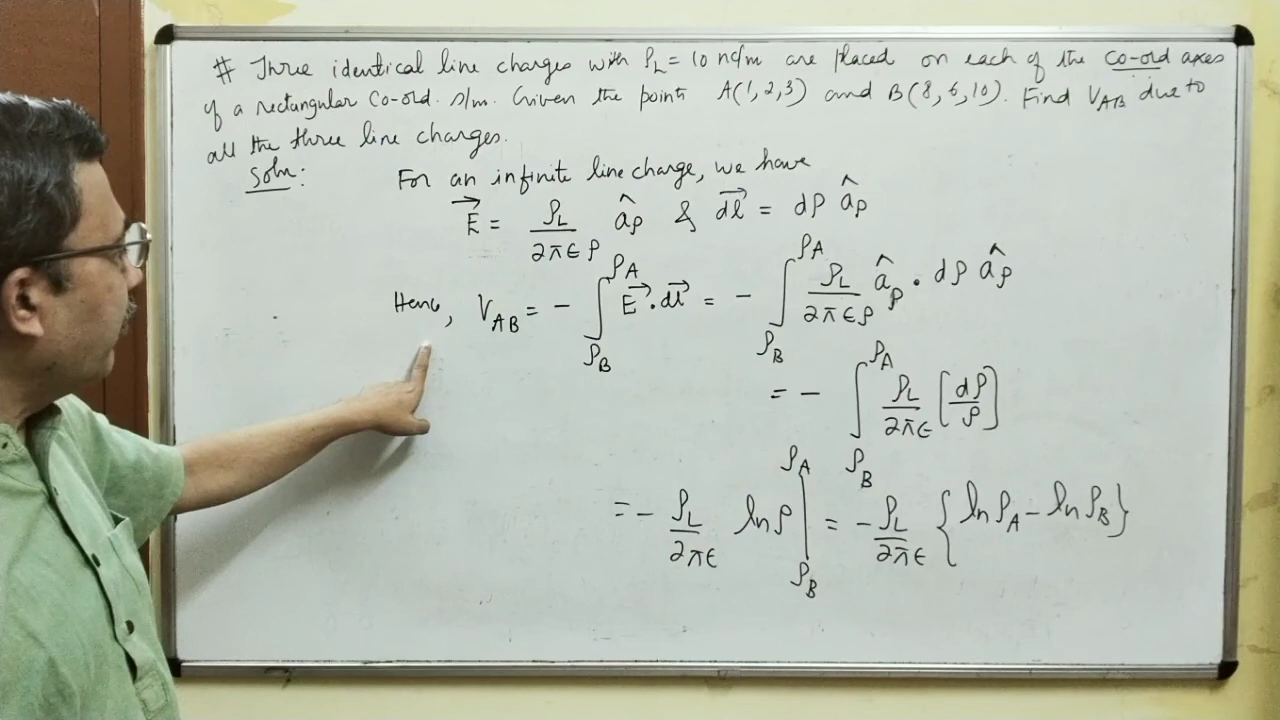 # Three identical line charges with ρL = 10 nc/m are placed on each of the co-ord axes
of a rectangular co-ord. s/m. Given the points A(1,2,3) and B(8,6,10). Find VAB due to
all the three line charges.
Soln: For an infinite line charge, we have
E⃗ = ρL / 2πϵρ âρ & dl⃗ = dρ âρ
Hence, VAB = - ∫ρB^ρA E⃗ . dl⃗ = - ∫ρB^ρA ρL / 2πϵρ âρ . dρ âρ
= - ∫ρB^ρA ρL / 2πϵ [dρ / ρ]
= - ρL / 2πϵ ln ρ |ρB^ρA = - ρL / 2πϵ { ln ρA - ln ρB }